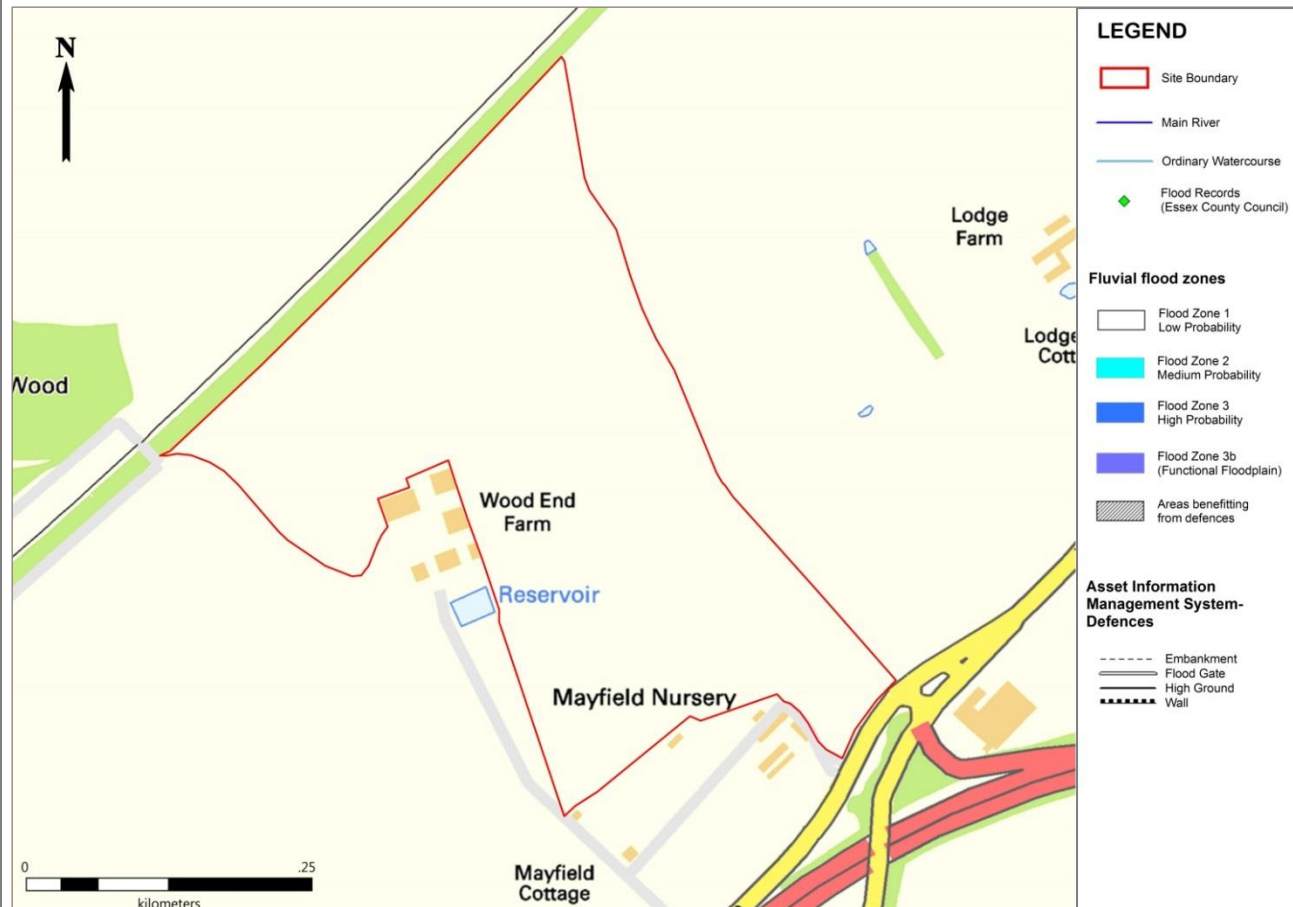 N
Lodge
Farm
Lodge
Cott
Wood
Wood End
Farm
Reservoir
Mayfield Nursery
Mayfield
Cottage
0
.25
kilometers
LEGEND
Site Boundary
Main River
Ordinary Watercourse
Flood Records
(Essex County Council)
Fluvial flood zones
Flood Zone 1
Low Probability
Flood Zone 2
Medium Probability
Flood Zone 3
High Probability
Flood Zone 3b
(Functional Floodplain)
Areas benefitting
from defences
Asset Information
Management System-
Defences
Embankment
Flood Gate
High Ground
Wall